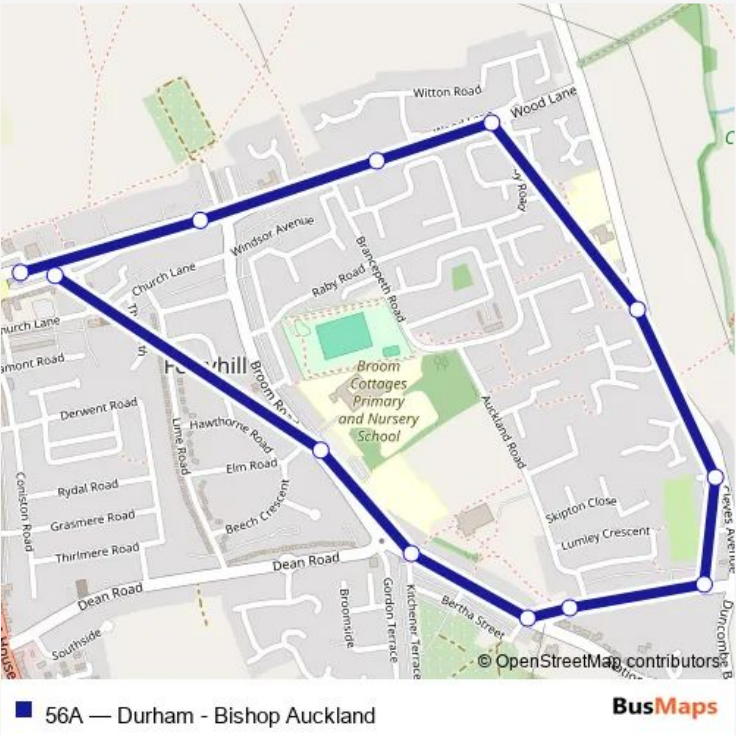 Witton Road
Wood Lane
Windsor Avenue
Church Lane
Raby Road
Brancepeth Road
Broom
Cottages
Primary
and Nursery
School
Derwent Road
Lime Road
Hawthorne Road
Elm Road
Auckland Road
Coniston Road
Rydal Road
Beech Crescent
Grasmere Road
Thirlmere Road
Skipton Close
Lumley Crescent
Dean Road
Dean Road
Broomside
Gordon Terrace
Kitchener Terrace
Bertha Street
Southside
© OpenStreetMap contributors
56A — Durham - Bishop Auckland
BusMaps